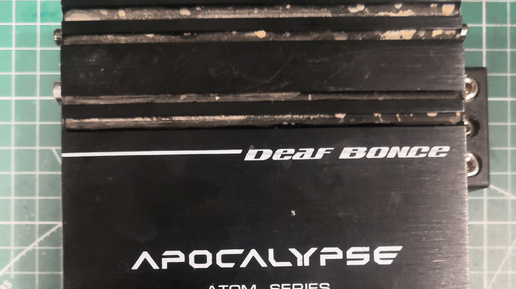 DEAF BONCE
APOCALYPSE
ATOM SERIES